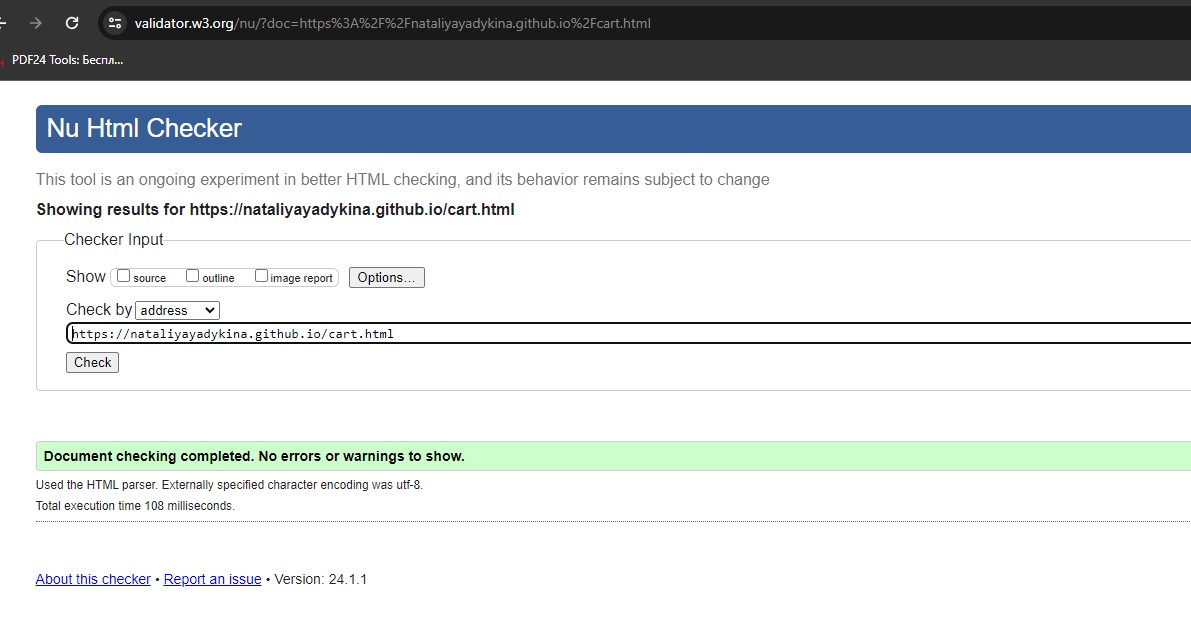 validator.w3.org/nu/?doc=https%3A%2F%2Fnataliyayadykina.github.io%2Fcart.html
PDF24 Tools: Беспл...
Nu Html Checker
This tool is an ongoing experiment in better HTML checking, and its behavior remains subject to change
Showing results for https://nataliyayadykina.github.io/cart.html
Checker Input
Show source outline image report Options...
Check by address
https://nataliyayadykina.github.io/cart.html
Check
Document checking completed. No errors or warnings to show.
Used the HTML parser. Externally specified character encoding was utf-8.
Total execution time 108 milliseconds.
About this checker • Report an issue • Version: 24.1.1